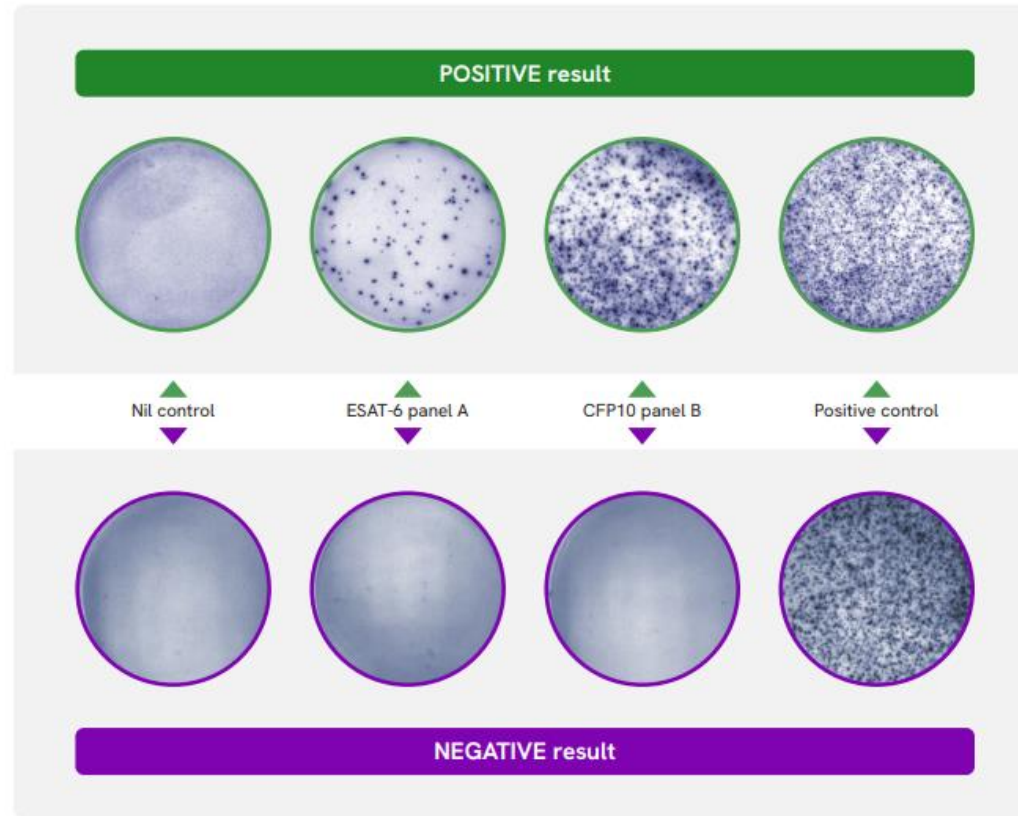 POSITIVE result
Nil control
ESAT-6 panel A
CFP10 panel B
Positive control
NEGATIVE result